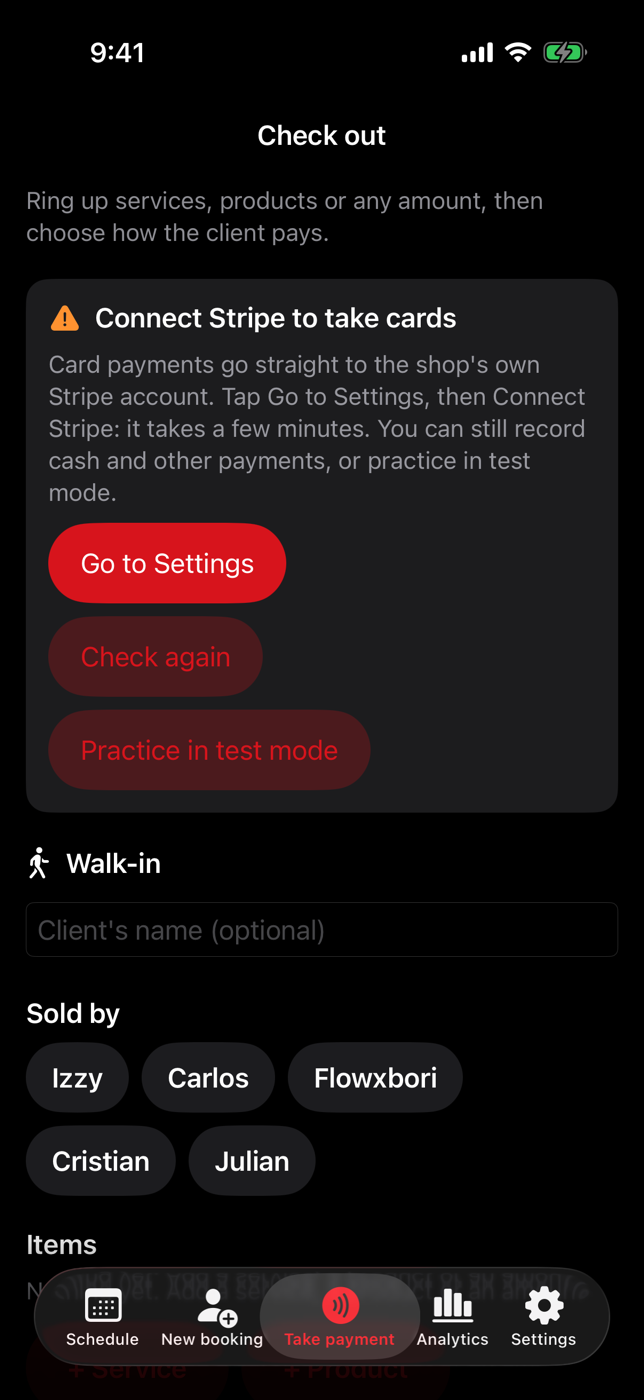 9:41
Check out
Ring up services, products or any amount, then
choose how the client pays.
Connect Stripe to take cards
Card payments go straight to the shop's own
Stripe account. Tap Go to Settings, then Connect
Stripe: it takes a few minutes. You can still record
cash and other payments, or practice in test
mode.
Go to Settings
Check again
Practice in test mode
Walk-in
Client's name (optional)
Sold by
Izzy Carlos Flowxbori
Cristian Julian
Items
Schedule New booking Take payment Analytics Settings
+ Service + Product